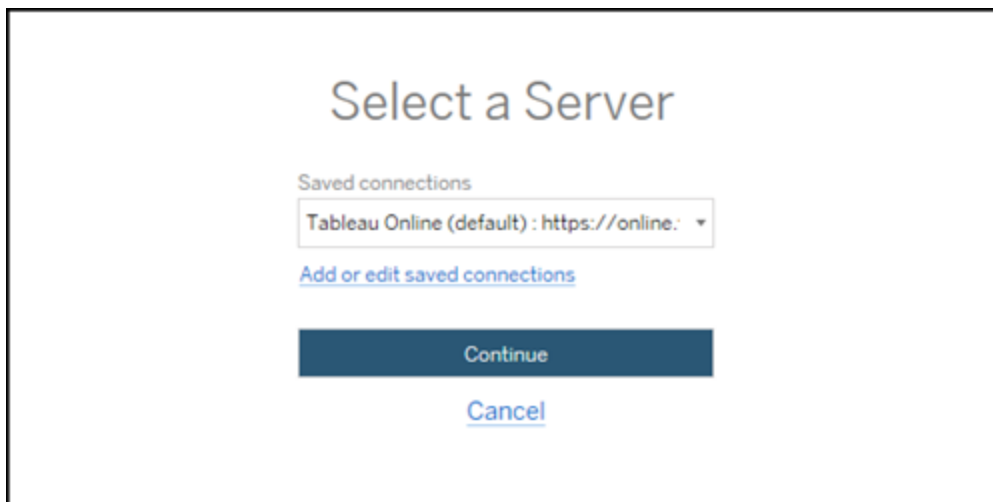 Select a Server
Saved connections
Tableau Online (default) : https://online.
Add or edit saved connections
Continue
Cancel